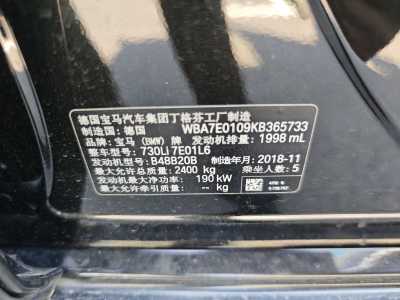 德国宝马汽车集团丁格芬工厂制造
制造国：德国 WBA7E0109KB365733
品牌：宝马 (BMW) 牌 发动机排量：1998 mL
整车型号：730Li 7E01L6
发动机型号：B48B20B 制造年月：2018-11
最大允许总质量：2400 kg 乘坐人数：5
发动机最大净功率：190 kW
最大允许牵引质量：-- kg